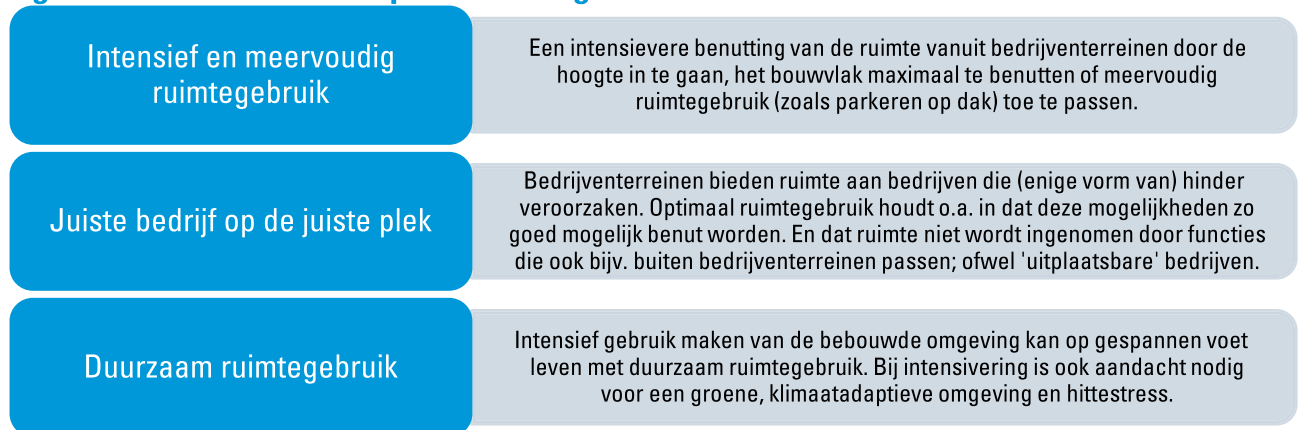 Intensief en meervoudig
ruimtegebruik
Een intensievere benutting van de ruimte vanuit bedrijventerreinen door de
hoogte in te gaan, het bouwvlak maximaal te benutten of meervoudig
ruimtegebruik (zoals parkeren op dak) toe te passen.
Juiste bedrijf op de juiste plek
Bedrijventerreinen bieden ruimte aan bedrijven die (enige vorm van) hinder
veroorzaken. Optimaal ruimtegebruik houdt o.a. in dat deze mogelijkheden zo
goed mogelijk benut worden. En dat ruimte niet wordt ingenomen door functies
die ook bijv. buiten bedrijventerreinen passen; ofwel 'uitplaatsbare' bedrijven.
Duurzaam ruimtegebruik
Intensief gebruik maken van de bebouwde omgeving kan op gespannen voet
leven met duurzaam ruimtegebruik. Bij intensivering is ook aandacht nodig
voor een groene, klimaatadaptieve omgeving en hittestress.